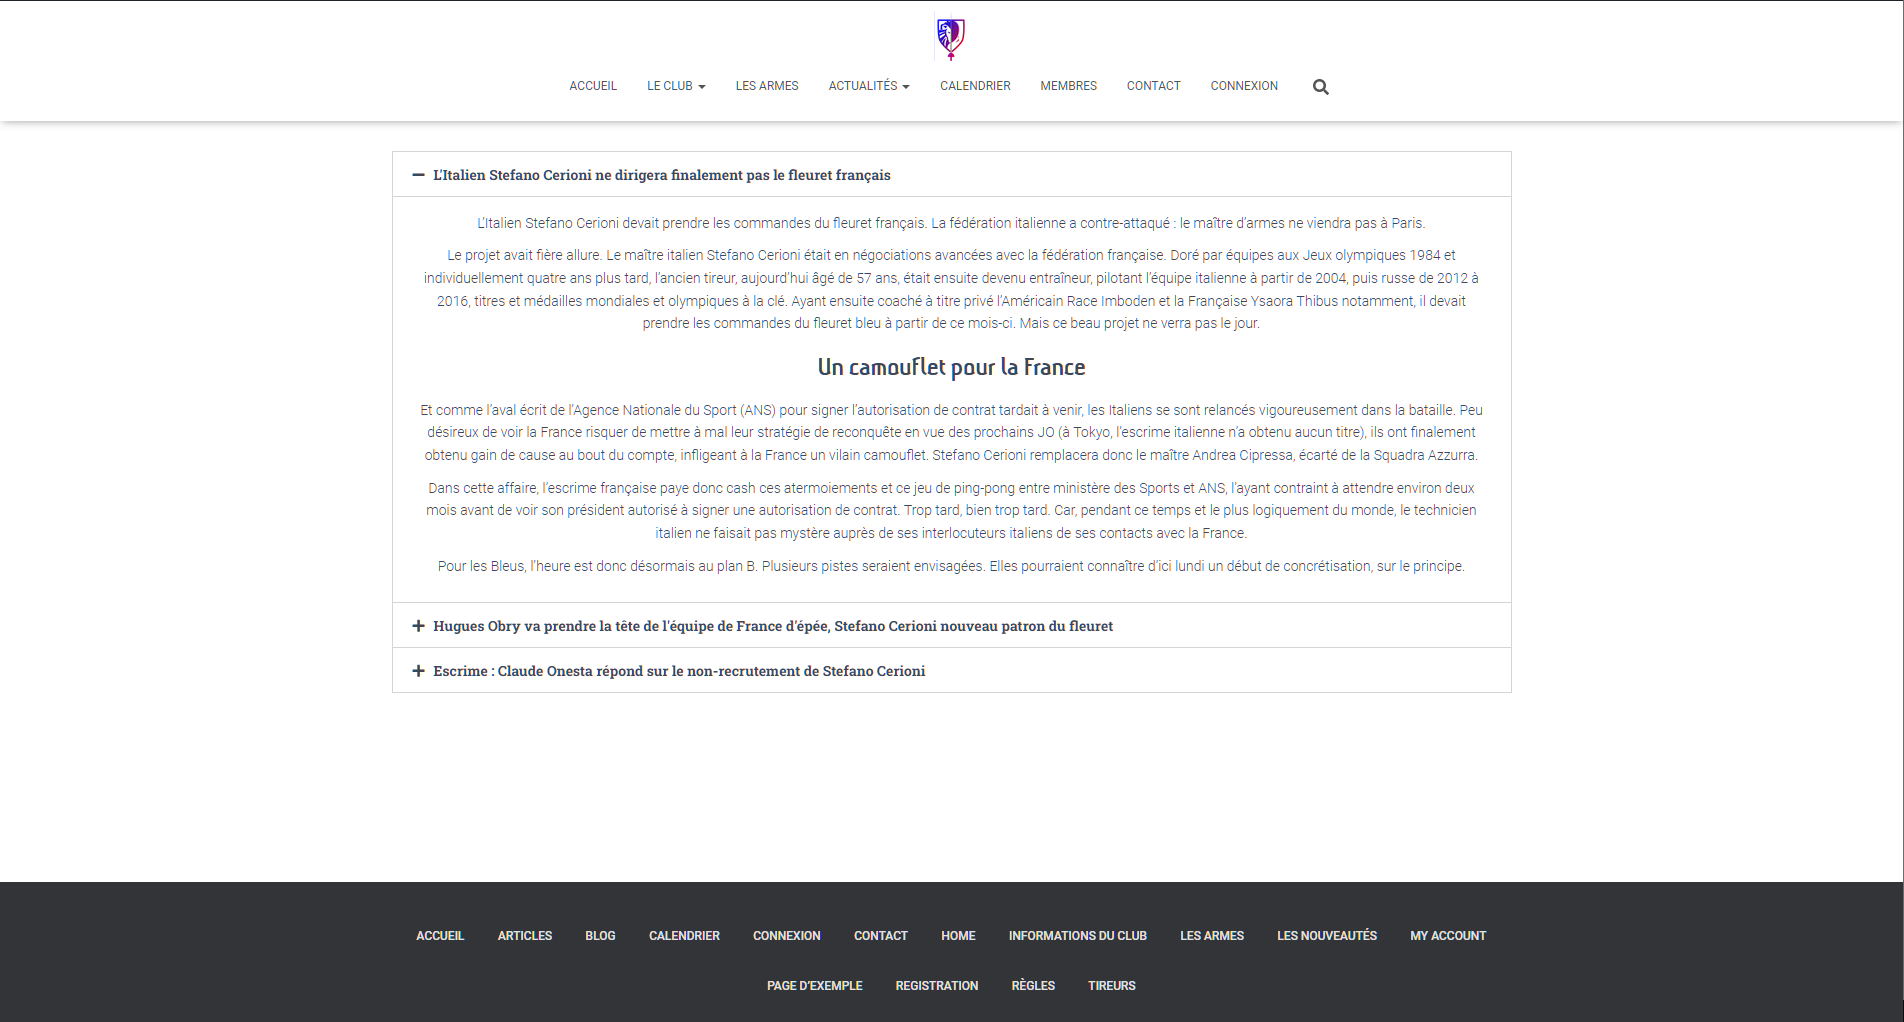 ACCUEIL LE CLUB LES ARMES ACTUALITÉS CALENDRIER MEMBRES CONTACT CONNEXION
L'Italien Stefano Cerioni ne dirigera finalement pas le fleuret français
L'Italien Stefano Cerioni devait prendre les commandes du fleuret français. La fédération italienne a contre-attaqué : le maître d'armes ne viendra pas à Paris.
Le projet avait fière allure. Le maître italien Stefano Cerioni était en négociations avancées avec la fédération française. Doré par équipes aux Jeux olympiques 1984 et
individuellement quatre ans plus tard, l'ancien tireur, aujourd'hui âgé de 57 ans, était ensuite devenu entraîneur, pilotant l'équipe italienne à partir de 2004, puis russe de 2012 à
2016, titres et médailles mondiales et olympiques à la clé. Ayant ensuite coaché à titre privé l'Américain Race Imboden et la Française Ysaora Thibus notamment, il devait
prendre les commandes du fleuret bleu à partir de ce mois-ci. Mais ce beau projet ne verra pas le jour.
Un camouflet pour la France
Et comme l'aval écrit de l'Agence Nationale du Sport (ANS) pour signer l'autorisation de contrat tardait à venir, les Italiens se sont relancés vigoureusement dans la bataille. Peu
désireux de voir la France risquer de mettre à mal leur stratégie de reconquête en vue des prochains JO (à Tokyo, l'escrime italienne n'a obtenu aucun titre), ils ont finalement
obtenu gain de cause au bout du compte, infligeant à la France un vilain camouflet. Stefano Cerioni remplacera donc le maître Andrea Cipressa, écarté de la Squadra Azzurra.
Dans cette affaire, l'escrime française paye donc cash ces atermoiements et ce jeu de ping-pong entre ministère des Sports et ANS, l'ayant contraint à attendre environ deux
mois avant de voir son président autorisé à signer une autorisation de contrat. Trop tard, bien trop tard. Car, pendant ce temps et le plus logiquement du monde, le technicien
italien ne faisait pas mystère auprès de ses interlocuteurs italiens de ses contacts avec la France.
Pour les Bleus, l'heure est donc désormais au plan B. Plusieurs pistes seraient envisagées. Elles pourraient connaître d'ici lundi un début de concrétisation, sur le principe.
Hugues Obry va prendre la tête de l'équipe de France d'épée, Stefano Cerioni nouveau patron du fleuret
Escrime : Claude Onesta répond sur le non-recrutement de Stefano Cerioni
ACCUEIL ARTICLES BLOG CALENDRIER CONNEXION CONTACT HOME INFORMATIONS DU CLUB LES ARMES LES NOUVEAUTÉS MY ACCOUNT
PAGE D'EXEMPLE REGISTRATION RÈGLES TIREURS